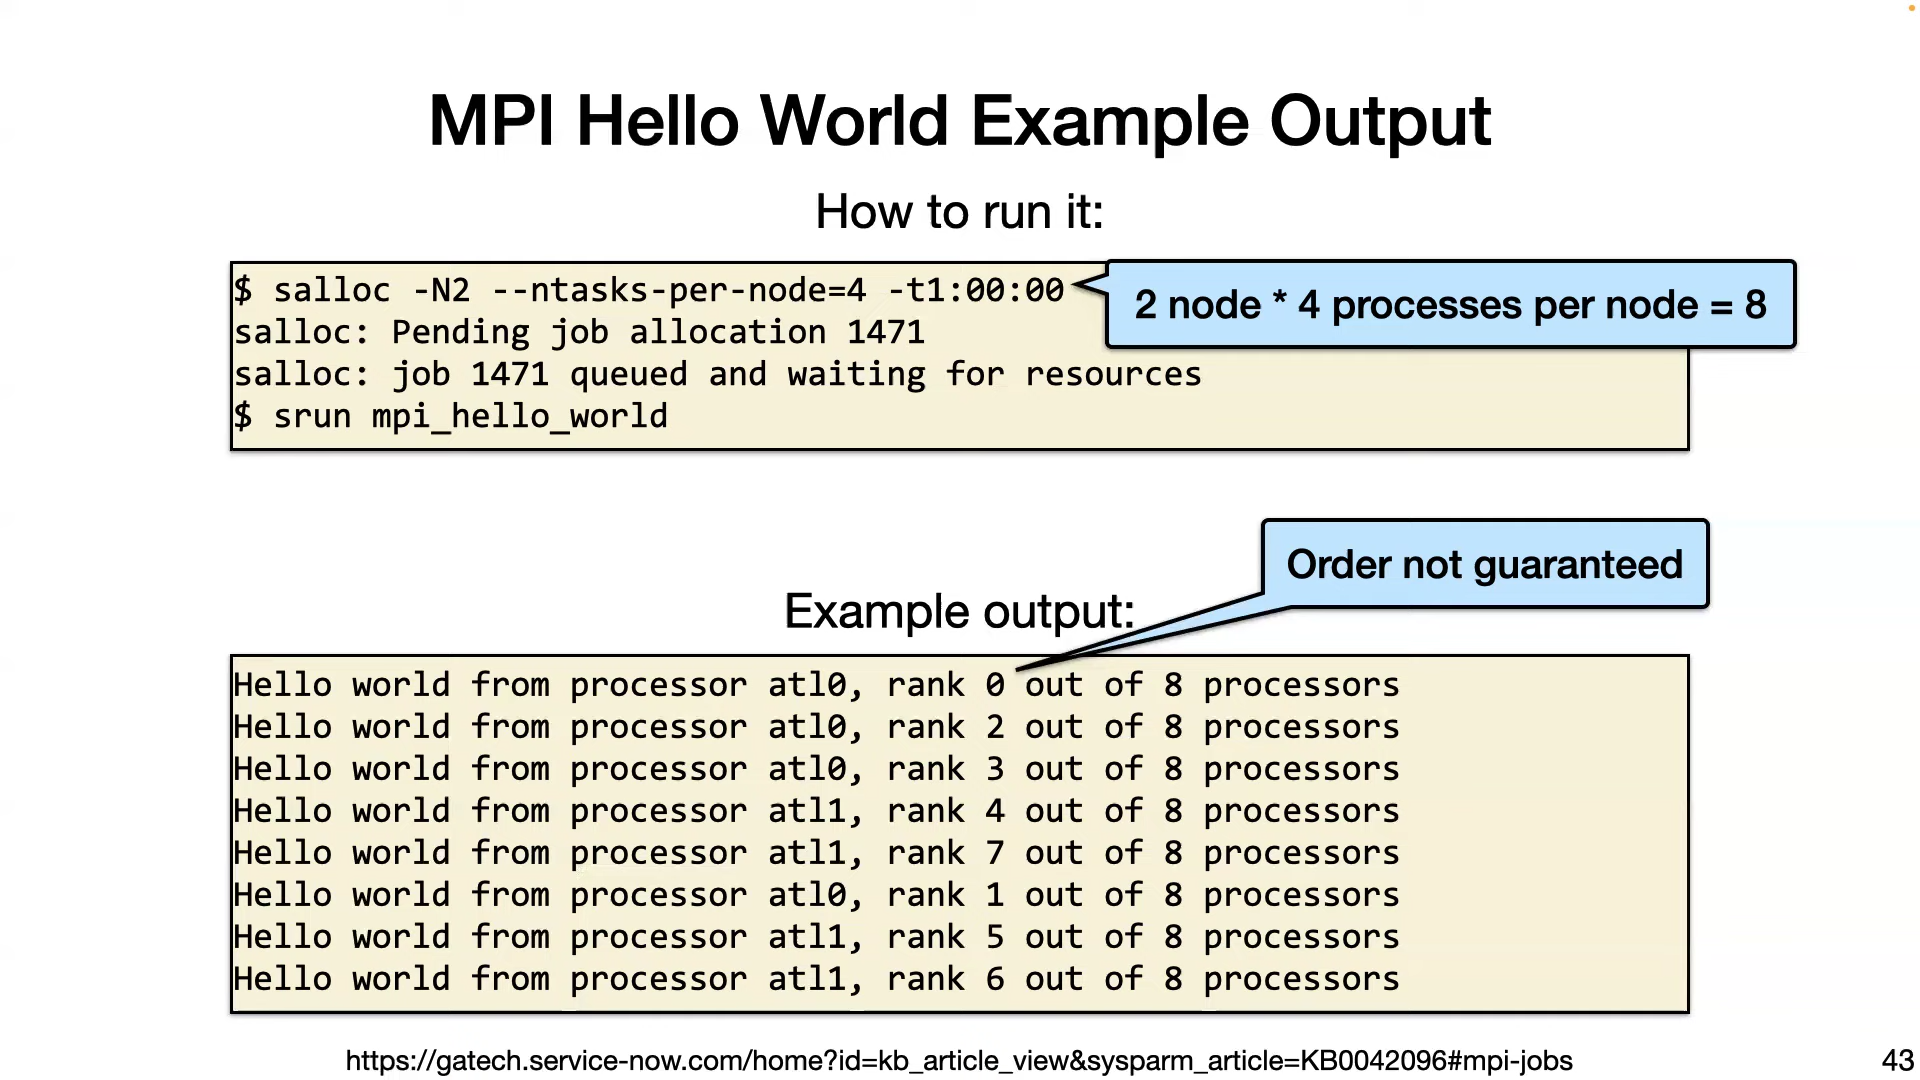 MPI Hello World Example Output
How to run it:
$ salloc -N2 --ntasks-per-node=4 -t1:00:00
2 node * 4 processes per node = 8
salloc: Pending job allocation 1471
salloc: job 1471 queued and waiting for resources
$ srun mpi_hello_world
Order not guaranteed
Example output:
Hello world from processor atl0, rank 0 out of 8 processors
Hello world from processor atl0, rank 2 out of 8 processors
Hello world from processor atl0, rank 3 out of 8 processors
Hello world from processor atl1, rank 4 out of 8 processors
Hello world from processor atl1, rank 7 out of 8 processors
Hello world from processor atl0, rank 1 out of 8 processors
Hello world from processor atl1, rank 5 out of 8 processors
Hello world from processor atl1, rank 6 out of 8 processors
https://gatech.service-now.com/home?id=kb_article_view&sysparm_article=KB0042096#mpi-jobs
43